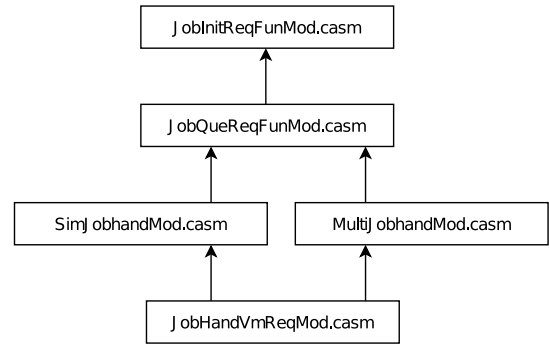 JobInitReqFunMod.casm
JobQueReqFunMod.casm
SimJobhandMod.casm
MultiJobhandMod.casm
JobHandVmReqMod.casm